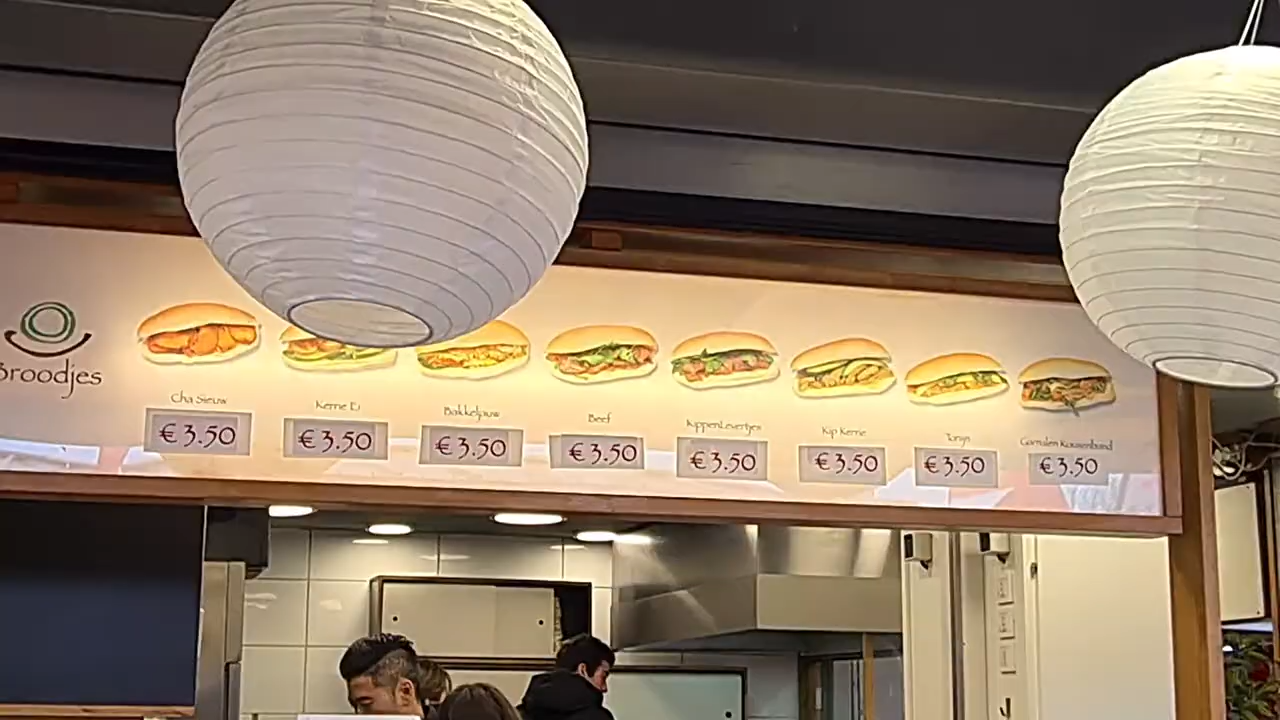 Broodjes
Cha Sieuw
€ 3.50
Kerrie Ei
€ 3.50
Bakkeljauw
€ 3.50
Beef
€ 3.50
KippenLevertjes
€ 3.50
Kip Kerrie
€ 3.50
Tonijn
€ 3.50
Garnalen Kousenband
€ 3.50